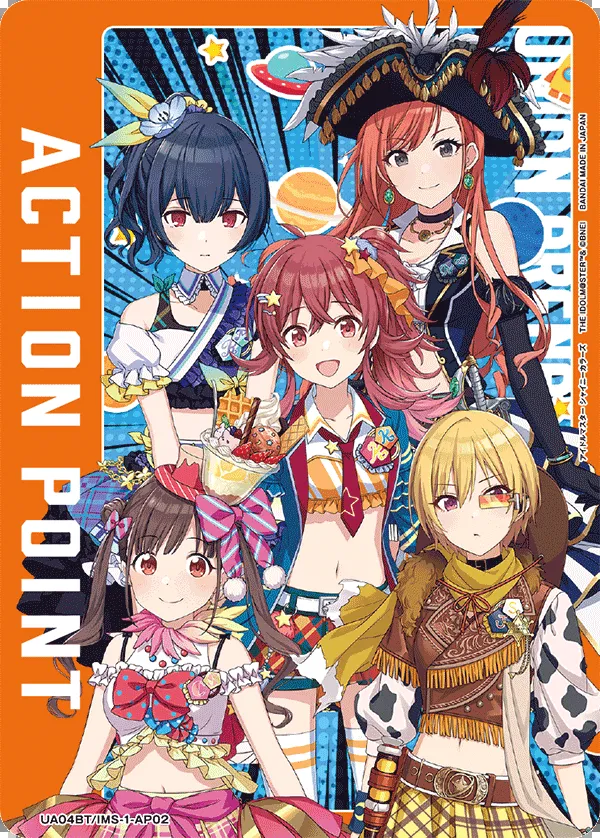 ACTION POINT
UNION ARENA
アイドルマスター シャイニーカラーズ
THE IDOLM@STER™& ©BNEI
BANDAI MADE IN JAPAN
UA04BT/IMS-1-AP02